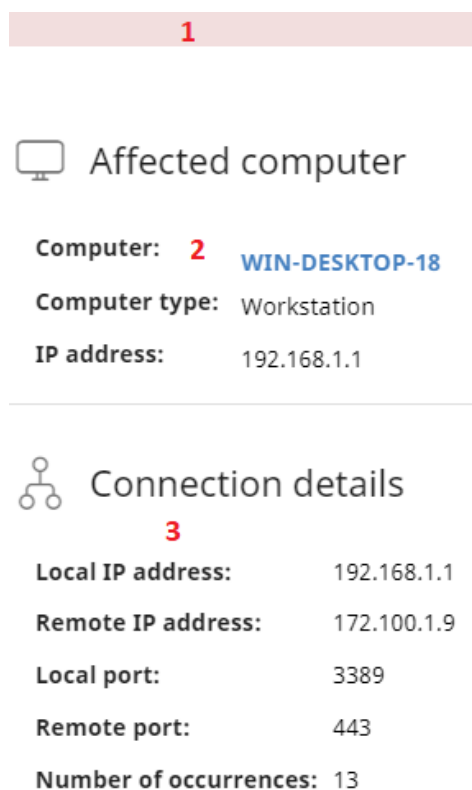 1
Affected computer
Computer: 2 WIN-DESKTOP-18
Computer type: Workstation
IP address: 192.168.1.1
Connection details
3
Local IP address: 192.168.1.1
Remote IP address: 172.100.1.9
Local port: 3389
Remote port: 443
Number of occurrences: 13